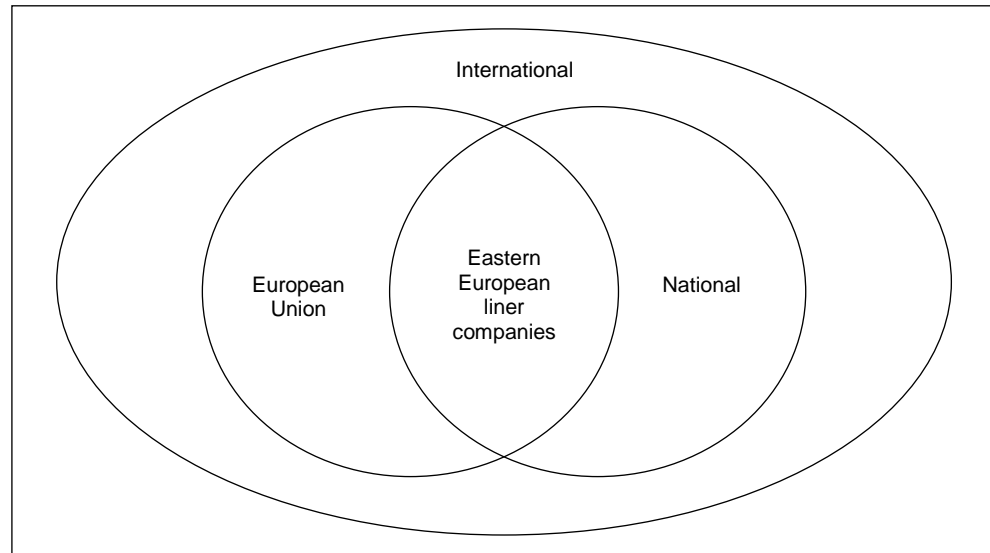 International
European
Union
Eastern
European
liner
companies
National